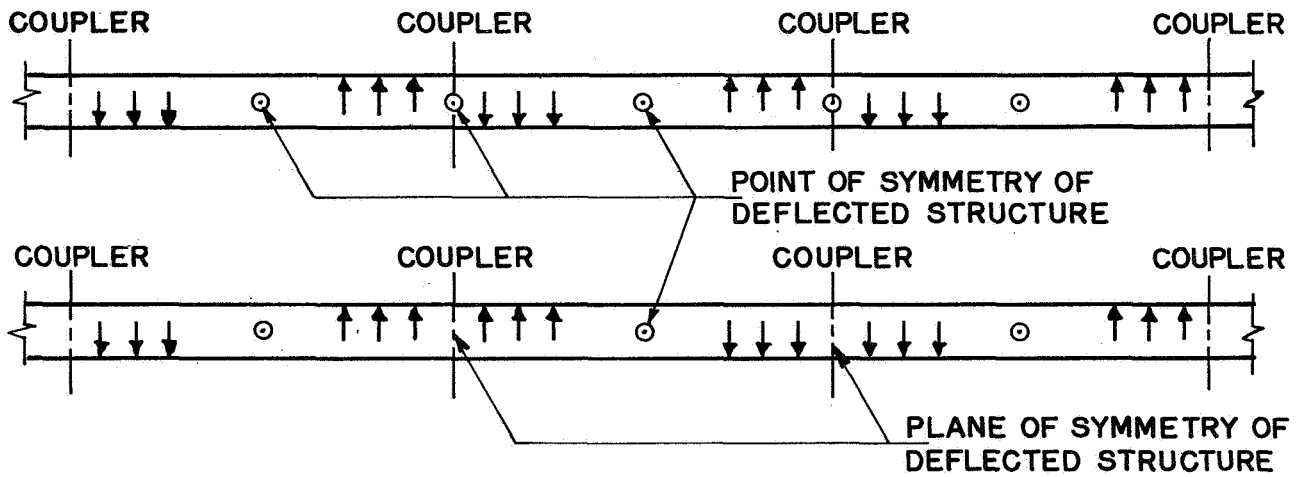 COUPLER COUPLER COUPLER COUPLER
POINT OF SYMMETRY OF
DEFLECTED STRUCTURE
COUPLER COUPLER COUPLER COUPLER
PLANE OF SYMMETRY OF
DEFLECTED STRUCTURE